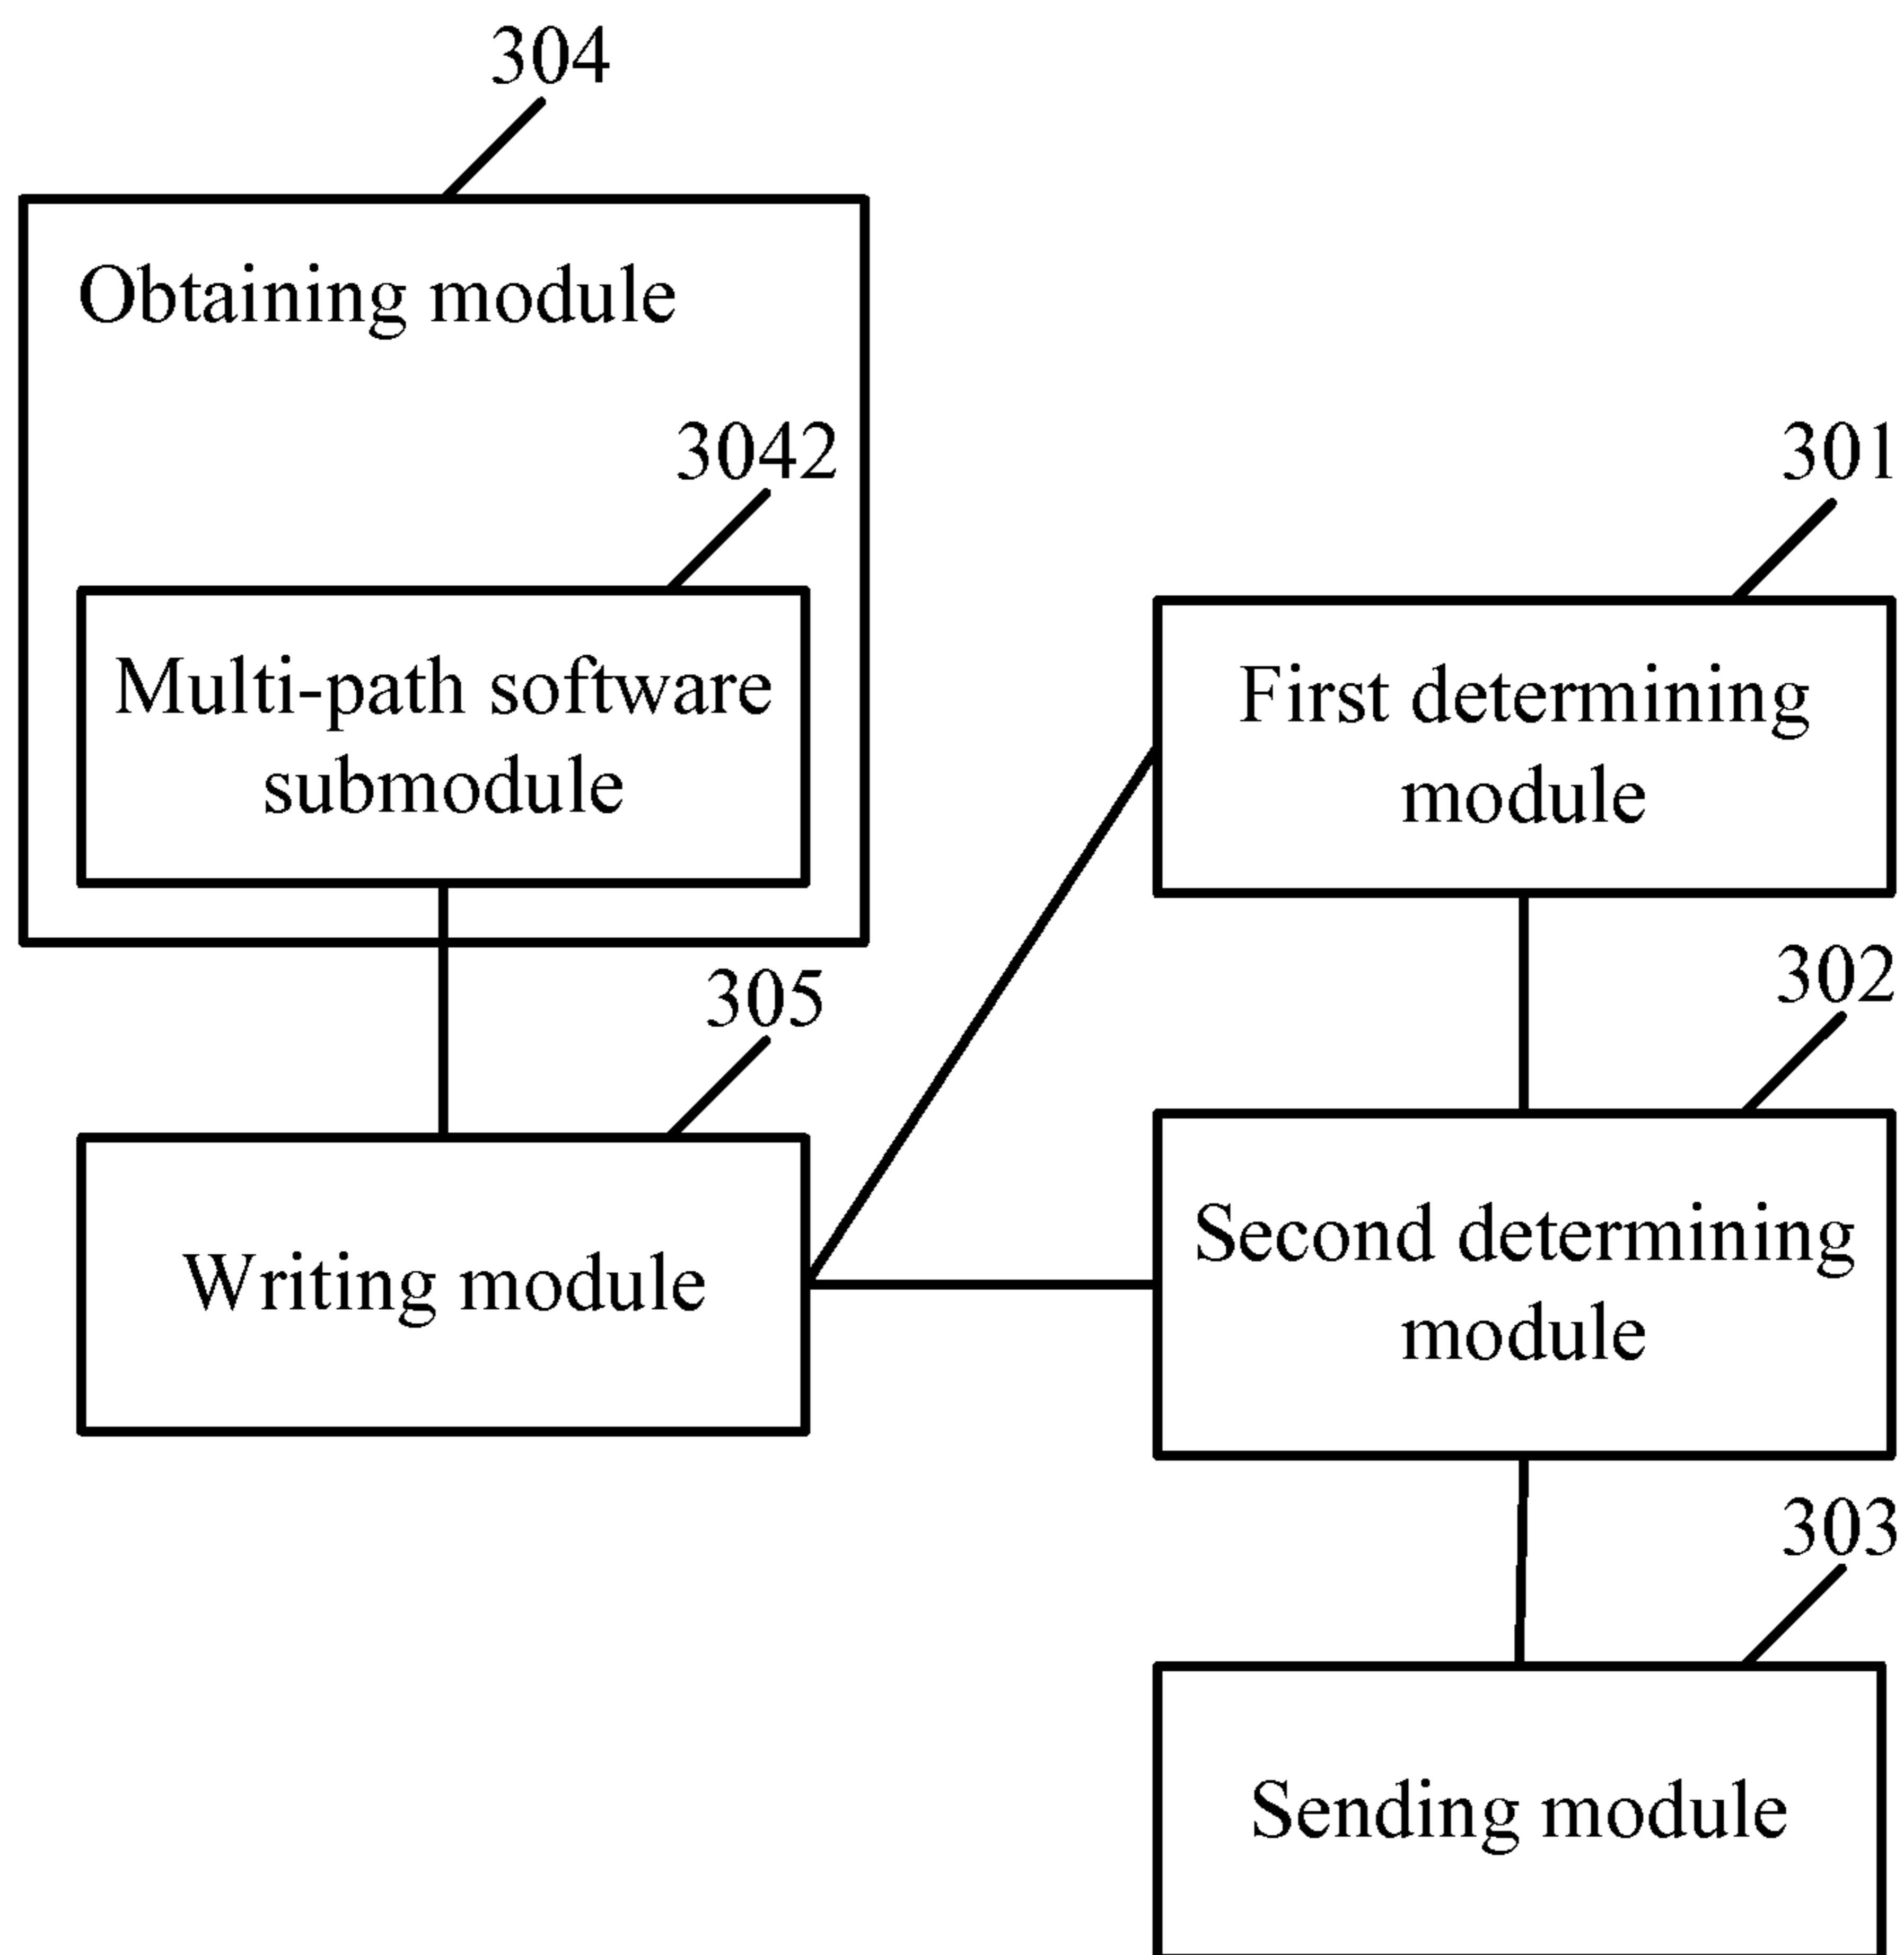 304
Obtaining module
3042
Multi-path software
submodule
305
Writing module
301
First determining
module
302
Second determining
module
303
Sending module